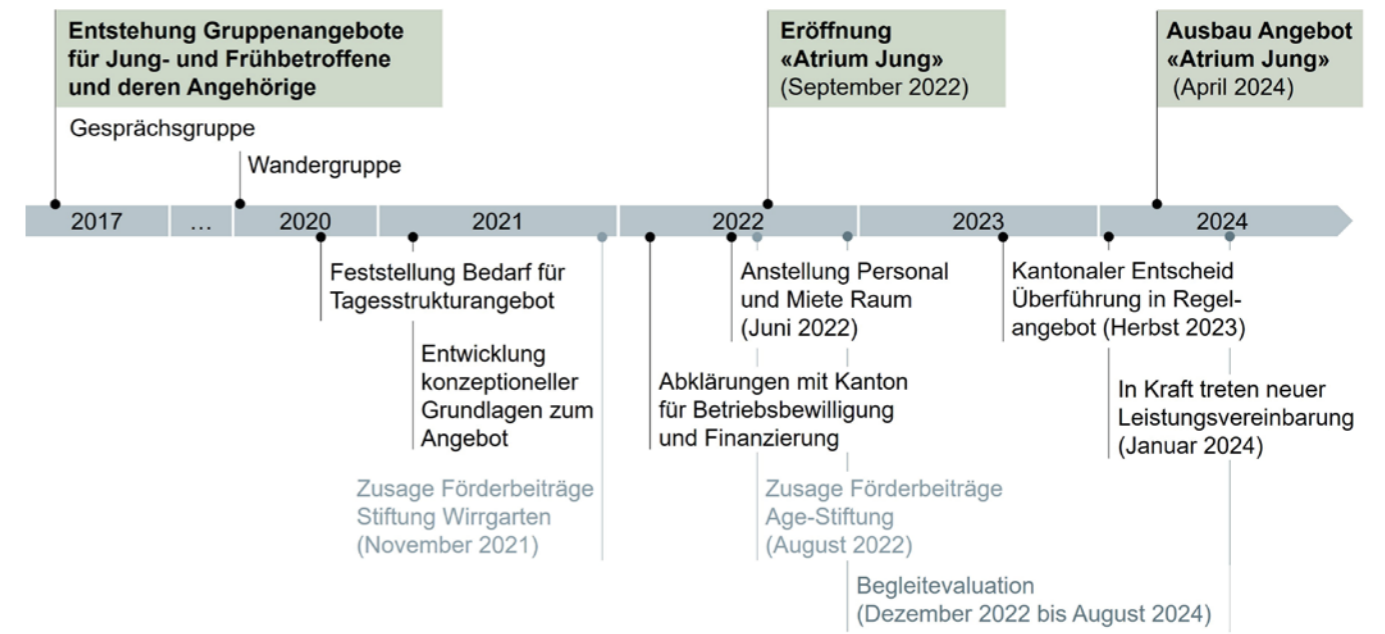 Entstehung Gruppenangebote
für Jung- und Frühbetroffene
und deren Angehörige
Gesprächsgruppe
Wandergruppe
Eröffnung
«Atrium Jung»
(September 2022)
Ausbau Angebot
«Atrium Jung»
(April 2024)
2017
...
2020
2021
2022
2023
2024
Feststellung Bedarf für
Tagesstrukturangebot
Entwicklung
konzeptioneller
Grundlagen zum
Angebot
Zusage Förderbeiträge
Stiftung Wirrgarten
(November 2021)
Anstellung Personal
und Miete Raum
(Juni 2022)
Abklärungen mit Kanton
für Betriebsbewilligung
und Finanzierung
Zusage Förderbeiträge
Age-Stiftung
(August 2022)
Begleitevaluation
(Dezember 2022 bis August 2024)
Kantonaler Entscheid
Überführung in Regel-
angebot (Herbst 2023)
In Kraft treten neuer
Leistungsvereinbarung
(Januar 2024)